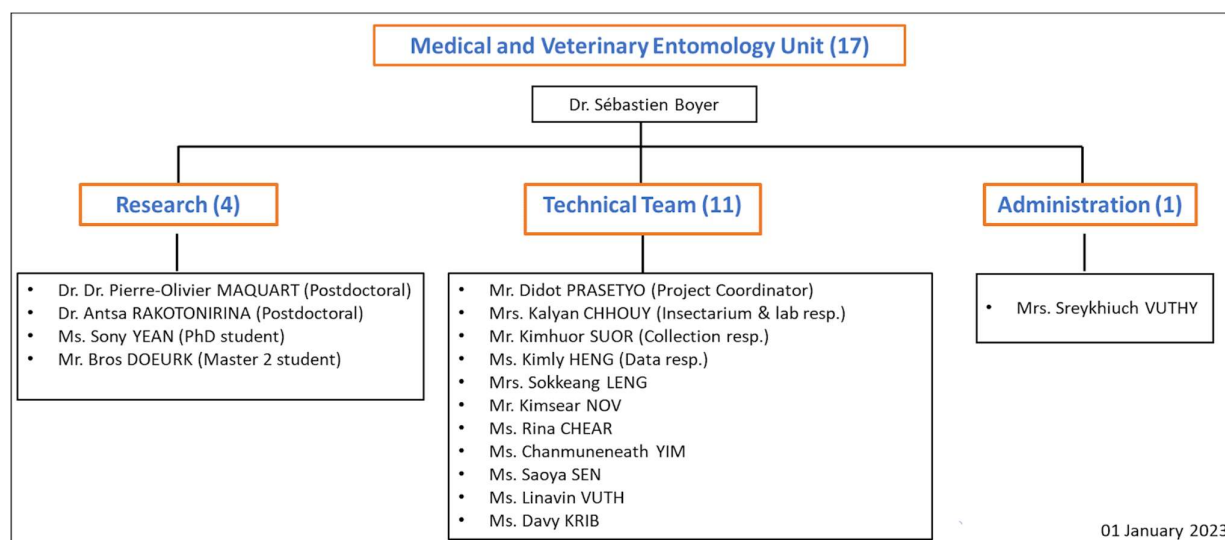 Medical and Veterinary Entomology Unit (17)
Dr. Sébastien Boyer
Research (4)
Technical Team (11)
Administration (1)
• Dr. Dr. Pierre-Olivier MAQUART (Postdoctoral)
• Dr. Antsa RAKOTONIRINA (Postdoctoral)
• Ms. Sony YEAN (PhD student)
• Mr. Bros DOEURK (Master 2 student)
• Mr. Didot PRASETYO (Project Coordinator)
• Mrs. Kalyan CHHOUY (Insectarium & lab resp.)
• Mr. Kimhuor SUOR (Collection resp.)
• Ms. Kimly HENG (Data resp.)
• Mrs. Sokkeang LENG
• Mr. Kimsear NOV
• Ms. Rina CHEAR
• Ms. Chanmuneneath YIM
• Ms. Saoya SEN
• Ms. Linavin VUTH
• Ms. Davy KRIB
• Mrs. Sreykhiuch VUTHY
01 January 2023